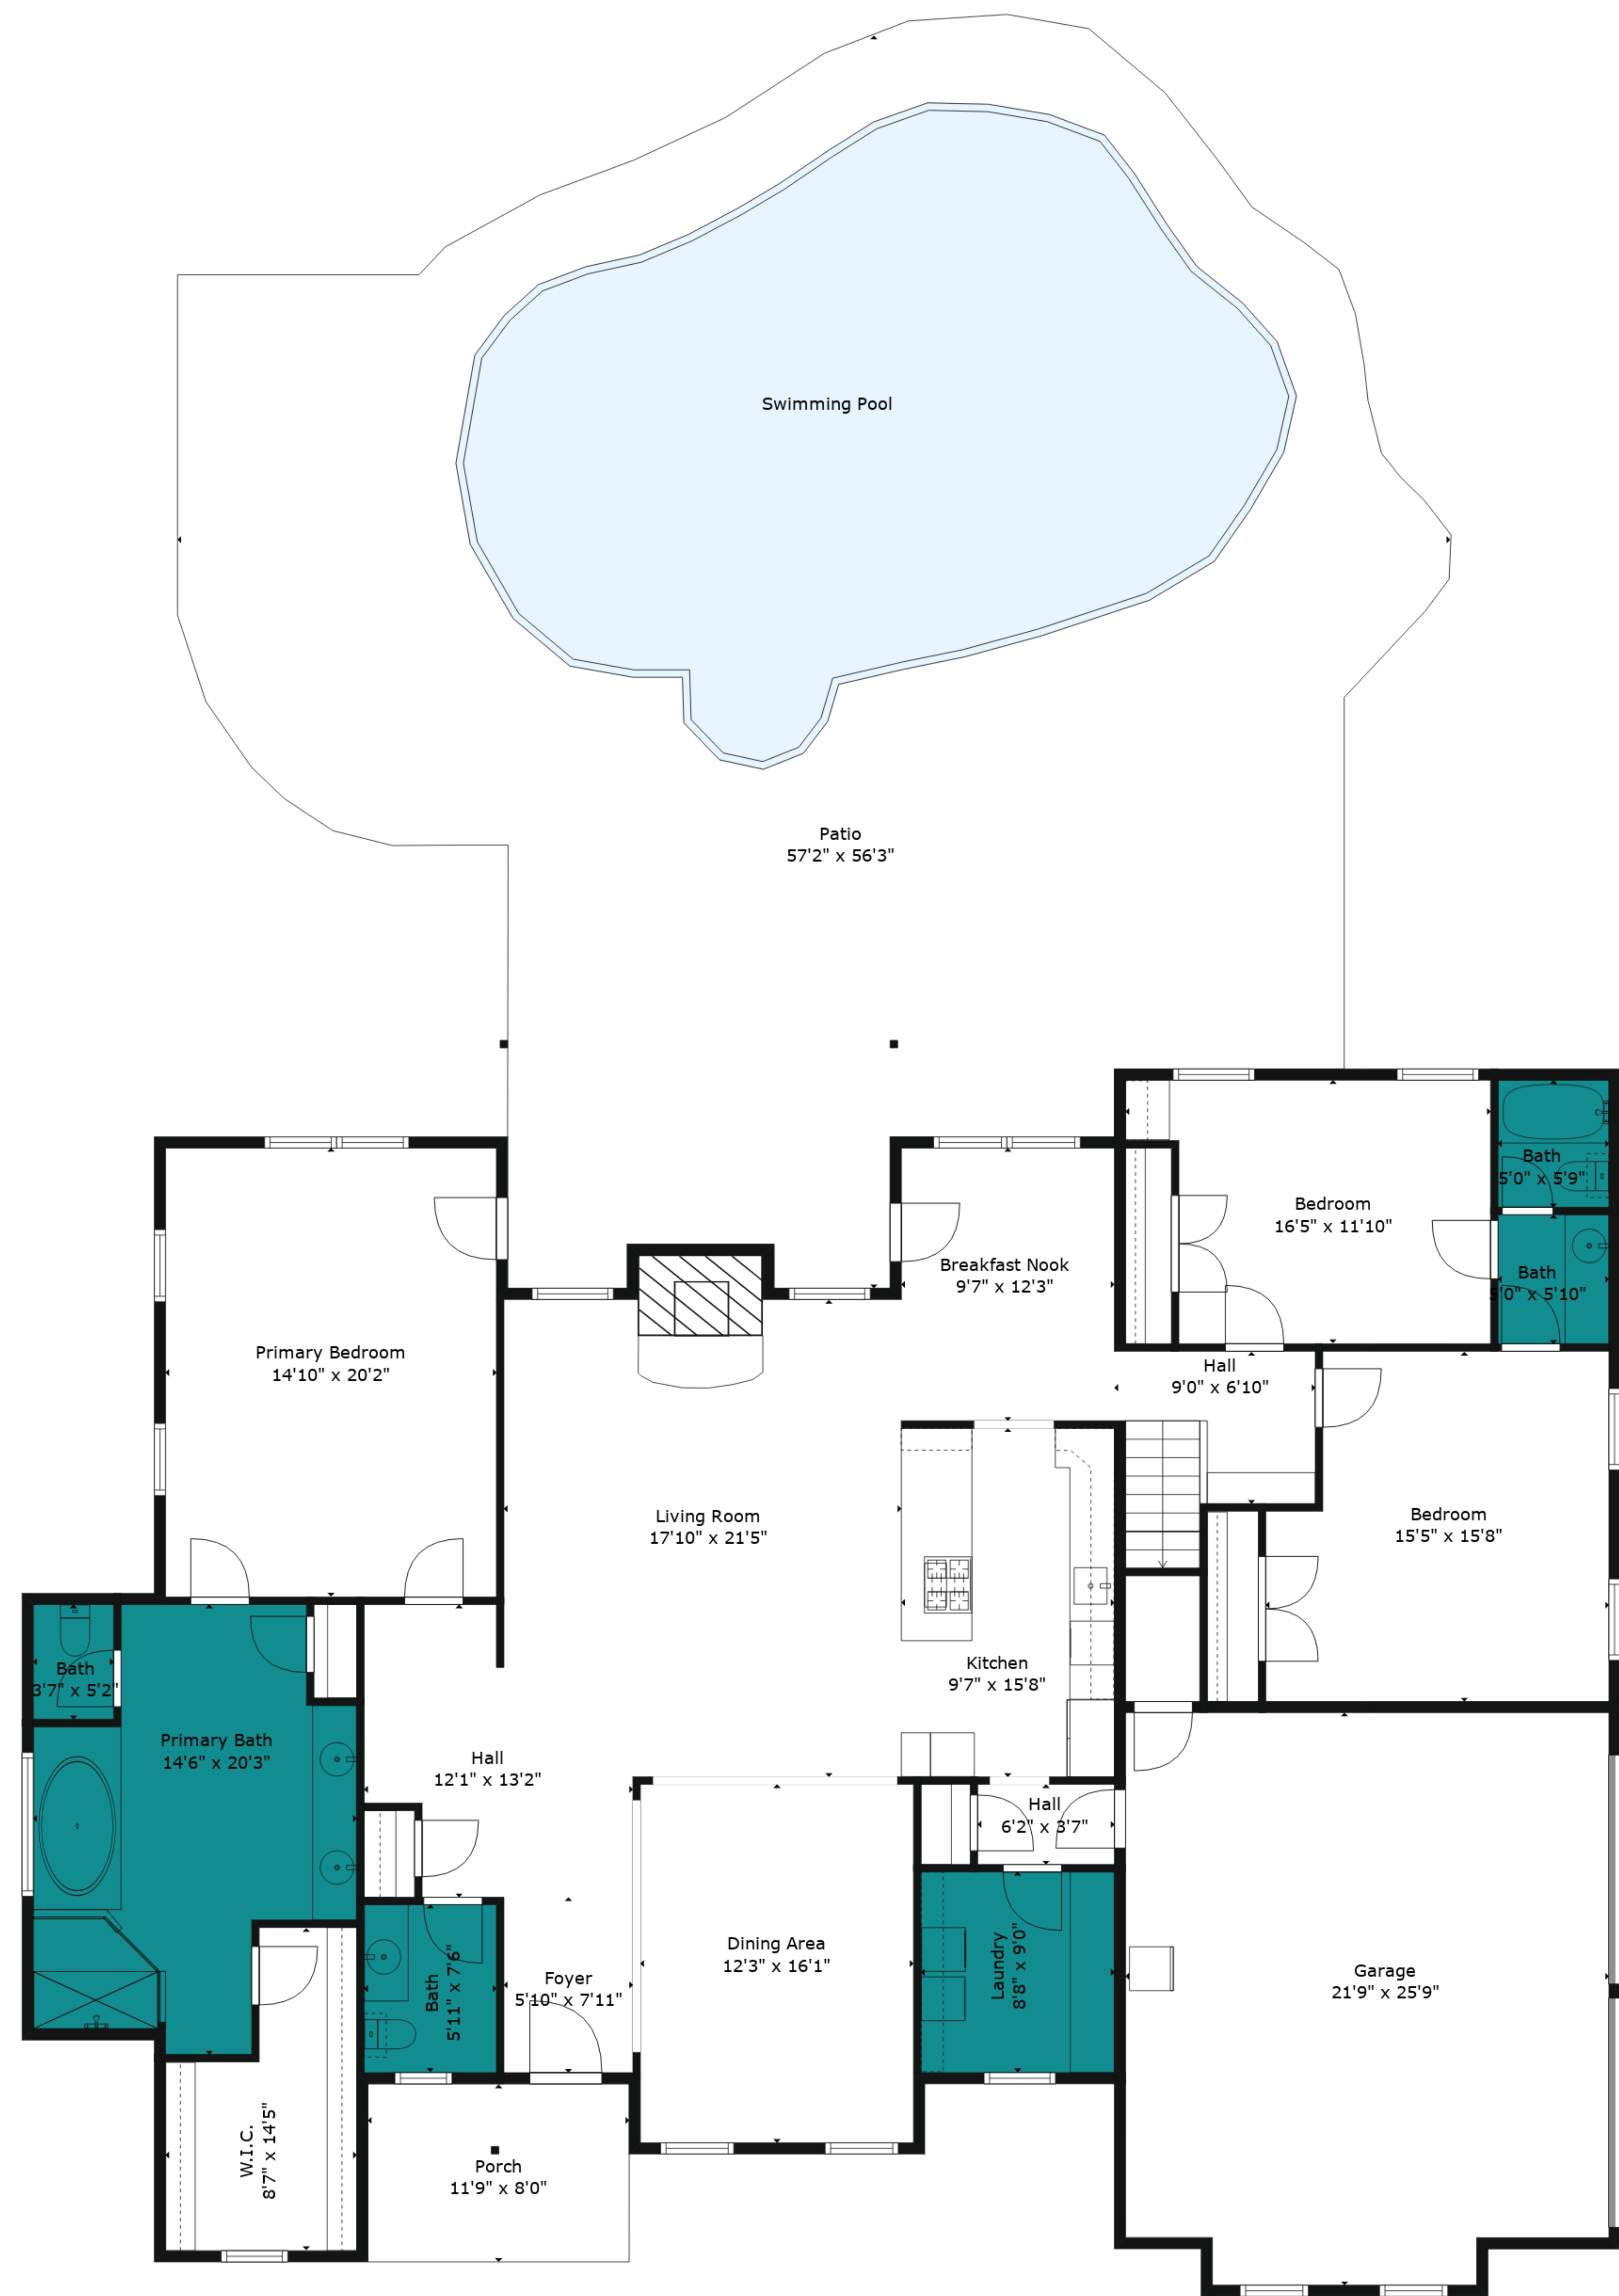 Swimming Pool
Patio
57'2" x 56'3"
Bath
5'0" x 5'9"
Bedroom
16'5" x 11'10"
Breakfast Nook
9'7" x 12'3"
Bath
5'0" x 5'10"
Primary Bedroom
14'10" x 20'2"
Hall
9'0" x 6'10"
Living Room
17'10" x 21'5"
Bedroom
15'5" x 15'8"
Kitchen
9'7" x 15'8"
Bath
3'7" x 5'2"
Primary Bath
14'6" x 20'3"
Hall
12'1" x 13'2"
Hall
6'2" x 3'7"
Dining Area
12'3" x 16'1"
Laundry
8'8" x 9'0"
Garage
21'9" x 25'9"
Foyer
5'10" x 7'11"
Bath
5'11" x 7'6"
W.I.C.
8'7" x 14'5"
Porch
11'9" x 8'0"